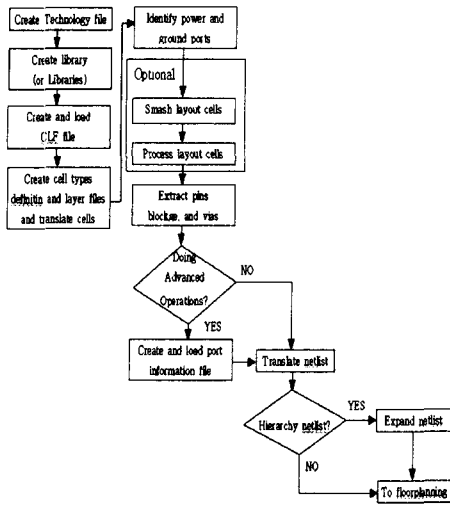 Create Technology file
Create library
(or Libraries)
Create and load
CLF file
Create cell types
definitin and layer files
and translate cells
Identify power and
ground ports
Optional
Smash layout cells
Process layout cells
Extract pins
blockae, and vias
Doing
Advanced
Operations?
NO
YES
Create and load port
information file
Translate netlist
Hierarchy netlist?
YES
Expand netlist
NO
To floorplanning